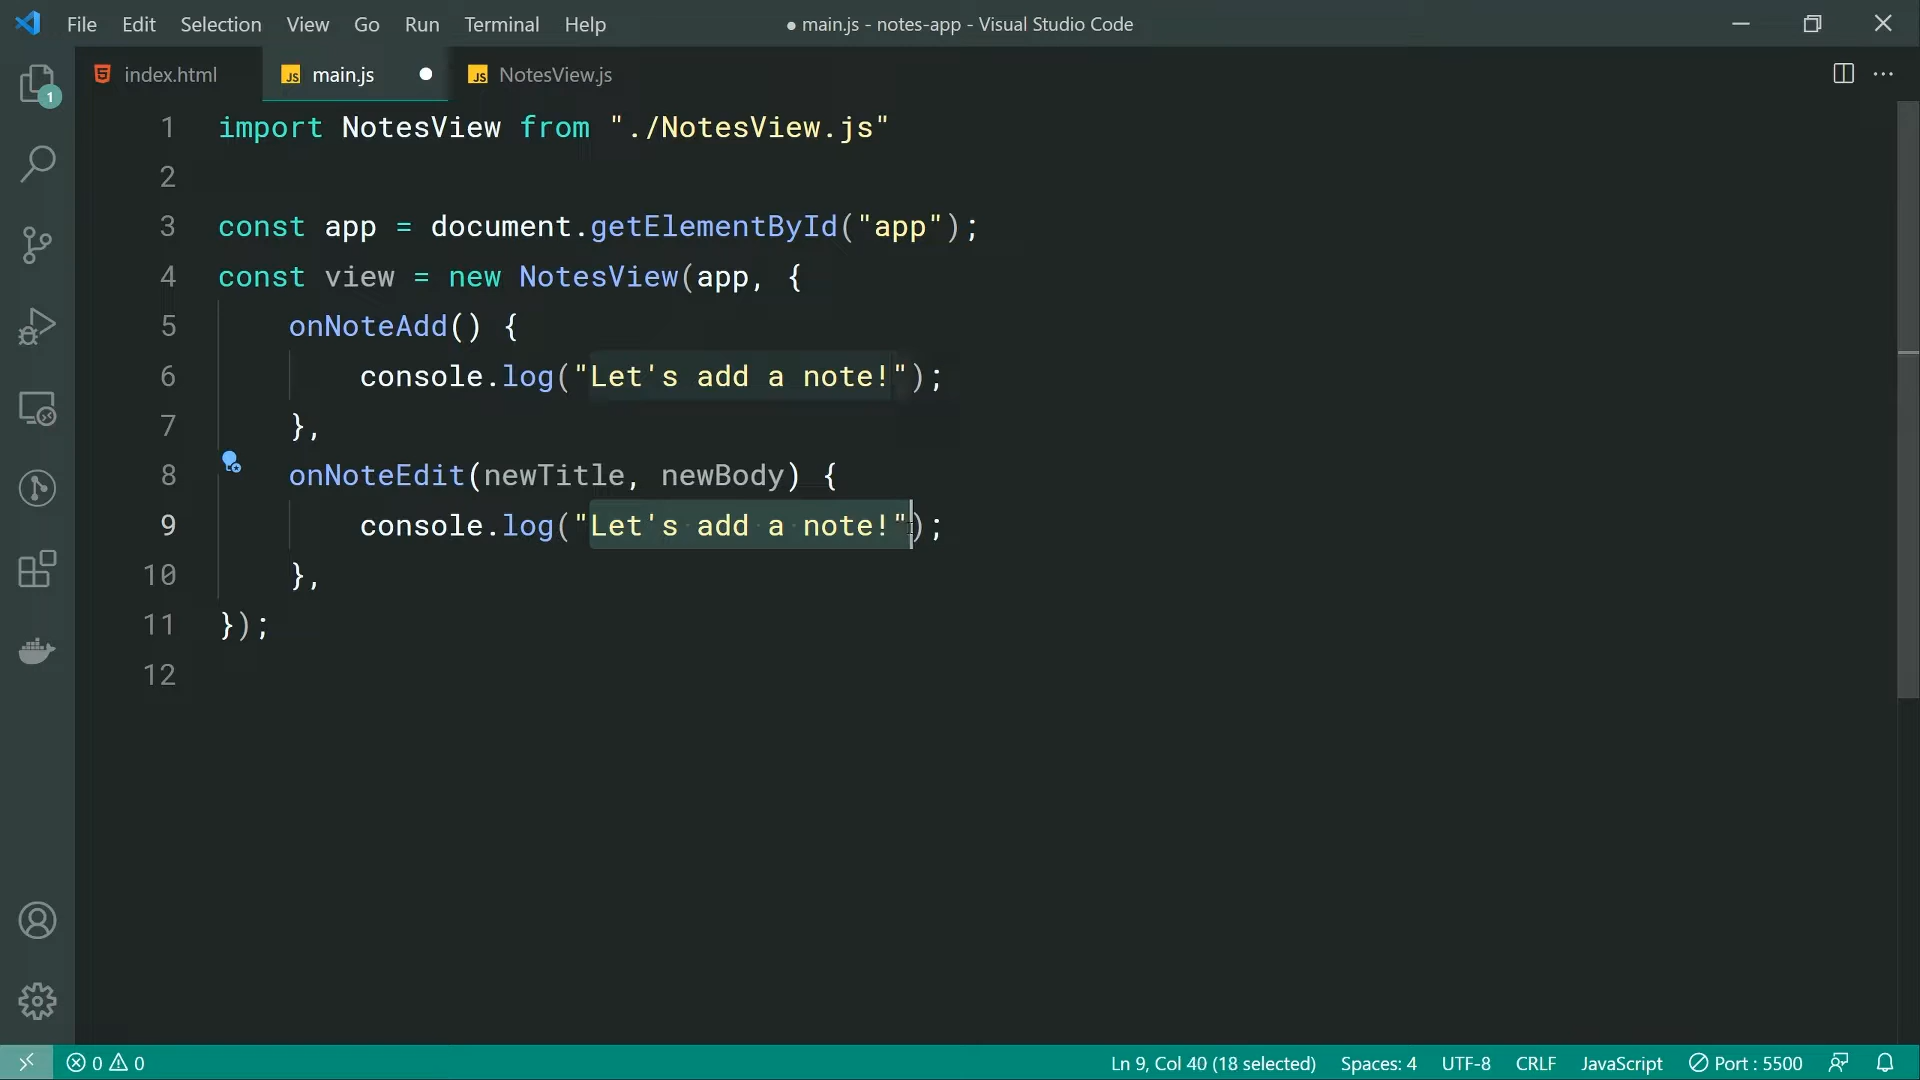 File Edit Selection View Go Run Terminal Help
● main.js - notes-app - Visual Studio Code
index.html
JS main.js ●
JS NotesView.js
1
1 import NotesView from "./NotesView.js"
2
3 const app = document.getElementById("app");
4 const view = new NotesView(app, {
5 onNoteAdd() {
6 console.log("Let's add a note!");
7 },
8 onNoteEdit(newTitle, newBody) {
9 console.log("Let's add a note!");
10 },
11 });
12
0 0
Ln 9, Col 40 (18 selected) Spaces: 4 UTF-8 CRLF JavaScript Port : 5500